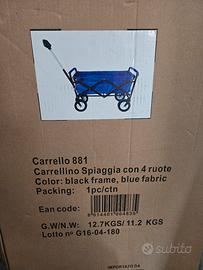 Carrello 881
Carrellino Spiaggia con 4 ruote
Color: black frame, blue fabric
Packing: 1pc/ctn
Ean code:
G.W/N.W: 12.7KGS/ 11.2 KGS
Lotto n° G16-04-180
subito